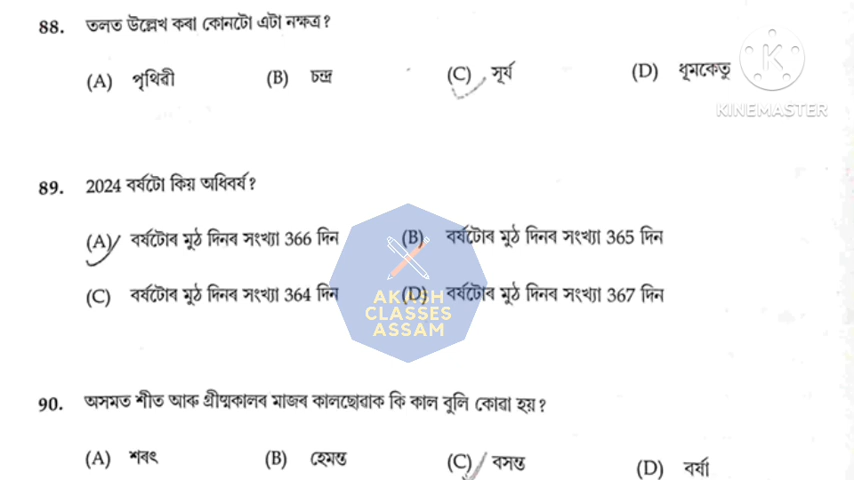 88. তলত উল্লেখ কৰা কোনটো এটা নক্ষত্ৰ?
(A) পৃথিৱী (B) চন্দ্ৰ (C) সূৰ্য (D) ধূমকেতু
KINEMASTER
89. 2024 বৰ্ষটো কিয় অধিবৰ্ষ?
(A) বৰ্ষটোৰ মুঠ দিনৰ সংখ্যা 366 দিন (B) বৰ্ষটোৰ মুঠ দিনৰ সংখ্যা 365 দিন
(C) বৰ্ষটোৰ মুঠ দিনৰ সংখ্যা 364 দিন (D) বৰ্ষটোৰ মুঠ দিনৰ সংখ্যা 367 দিন
AKASH
CLASSES
ASSAM
90. অসমত শীত আৰু গ্ৰীষ্মকালৰ মাজৰ কালছোৱাক কি কাল বুলি কোৱা হয়?
(A) শৰৎ (B) হেমন্ত (C) বসন্ত (D) বৰ্ষা